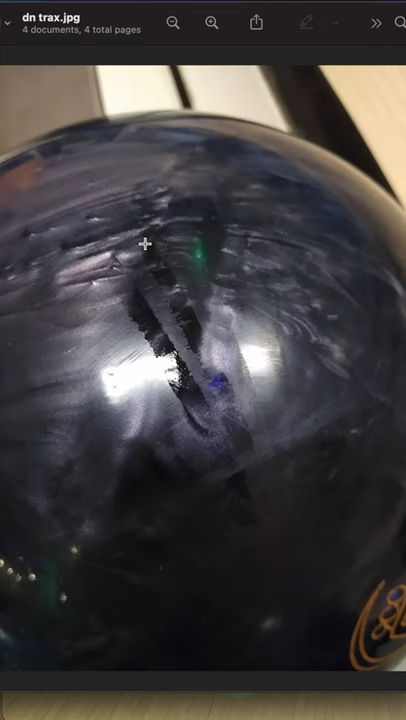 dn trax.jpg
4 documents, 4 total pages